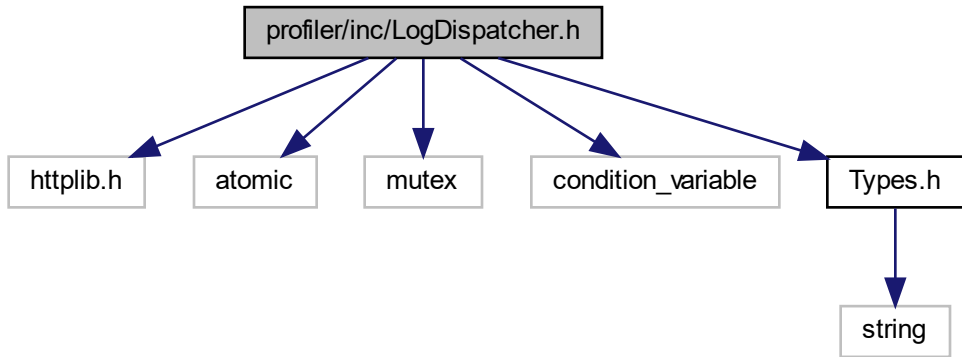 profiler/inc/LogDispatcher.h
httplib.h
atomic
mutex
condition_variable
Types.h
string